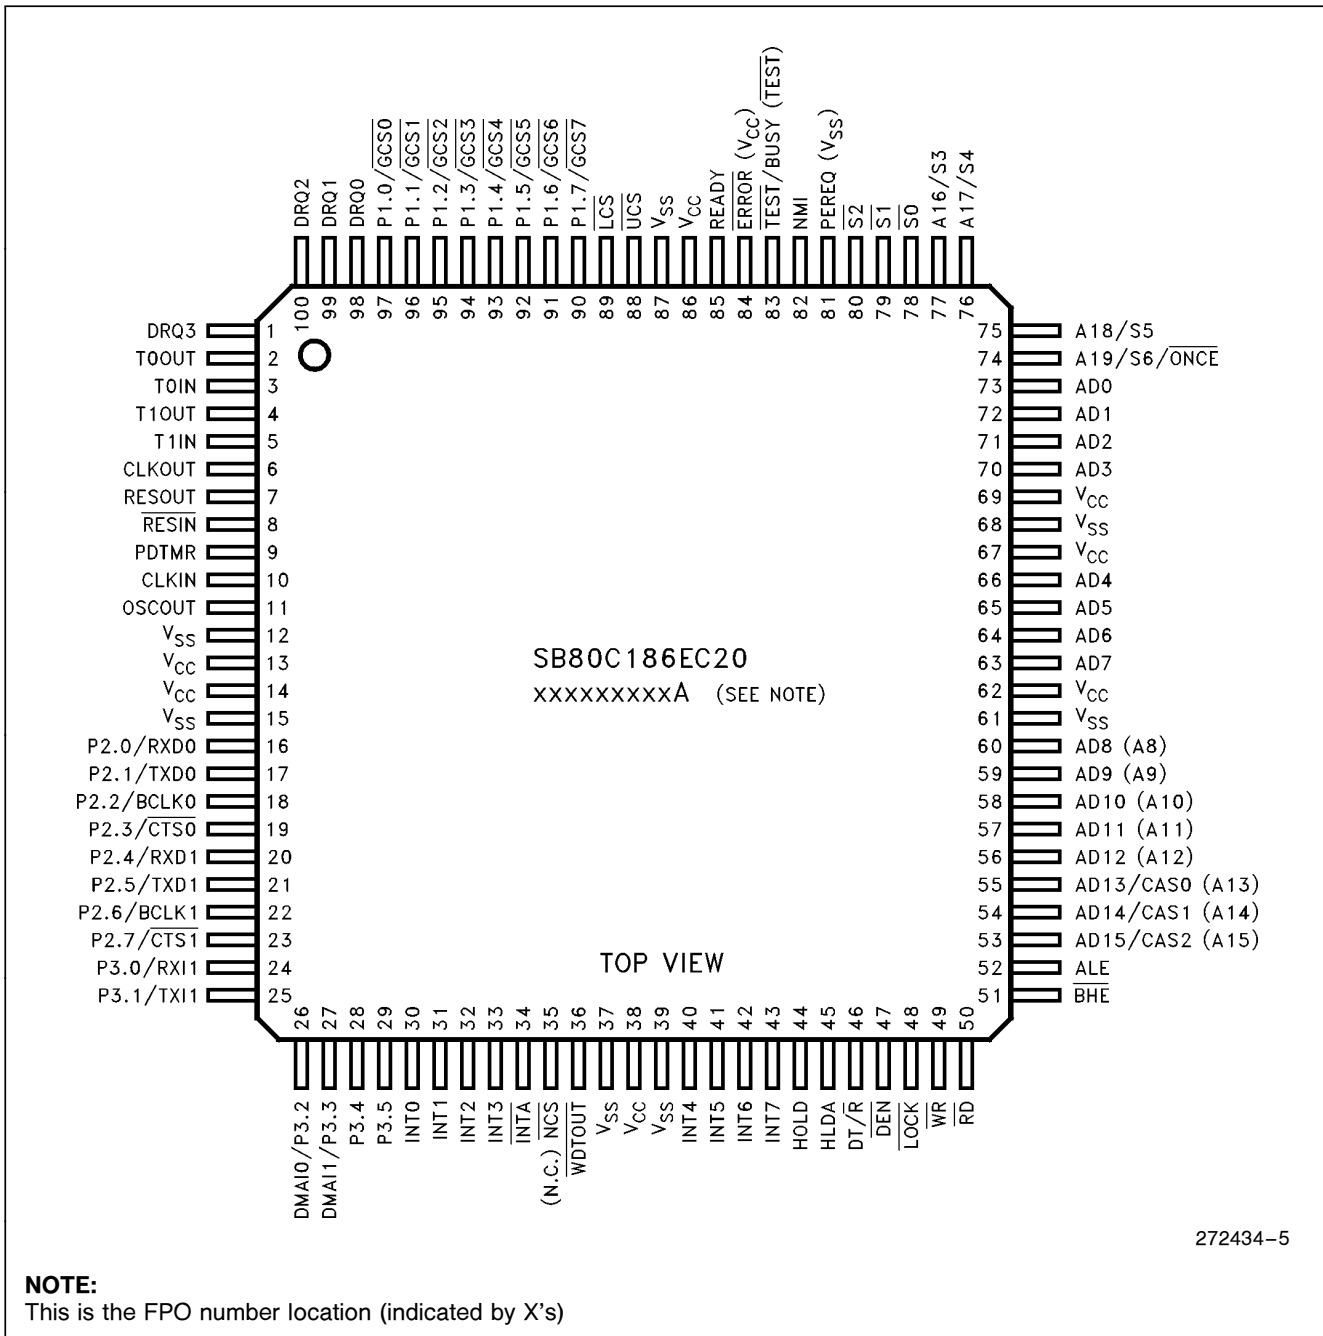 DRQ2
DRQ1
DRQ0
P1.0/GCS0
P1.1/GCS1
P1.2/GCS2
P1.3/GCS3
P1.4/GCS4
P1.5/GCS5
P1.6/GCS6
P1.7/GCS7
LCS
UCS
VSS
VCC
READY
ERROR (VCC)
TEST/BUSY (TEST)
NMI
PEREQ (VSS)
S2
S1
S0
A16/S3
A17/S4
100 99 98 97 96 95 94 93 92 91 90 89 88 87 86 85 84 83 82 81 80 79 78 77 76
DRQ3 1
T0OUT 2
T0IN 3
T1OUT 4
T1IN 5
CLKOUT 6
RESOUT 7
RESIN 8
PDTMR 9
CLKIN 10
OSCOUT 11
VSS 12
VCC 13
VCC 14
VSS 15
P2.0/RXD0 16
P2.1/TXD0 17
P2.2/BCLK0 18
P2.3/CTS0 19
P2.4/RXD1 20
P2.5/TXD1 21
P2.6/BCLK1 22
P2.7/CTS1 23
P3.0/RXI1 24
P3.1/TXI1 25
SB80C186EC20
XXXXXXXXXA (SEE NOTE)
TOP VIEW
75 A18/S5
74 A19/S6/ONCE
73 AD0
72 AD1
71 AD2
70 AD3
69 VCC
68 VSS
67 VCC
66 AD4
65 AD5
64 AD6
63 AD7
62 VCC
61 VSS
60 AD8 (A8)
59 AD9 (A9)
58 AD10 (A10)
57 AD11 (A11)
56 AD12 (A12)
55 AD13/CAS0 (A13)
54 AD14/CAS1 (A14)
53 AD15/CAS2 (A15)
52 ALE
51 BHE
26 27 28 29 30 31 32 33 34 35 36 37 38 39 40 41 42 43 44 45 46 47 48 49 50
DMAI0/P3.2
DMAI1/P3.3
P3.4
P3.5
INT0
INT1
INT2
INT3
INTA
(N.C.) NCS
WDTOUT
VSS
VCC
VSS
INT4
INT5
INT6
INT7
HOLD
HLDA
DT/R
DEN
LOCK
WR
RD
272434–5
NOTE:
This is the FPO number location (indicated by X's)